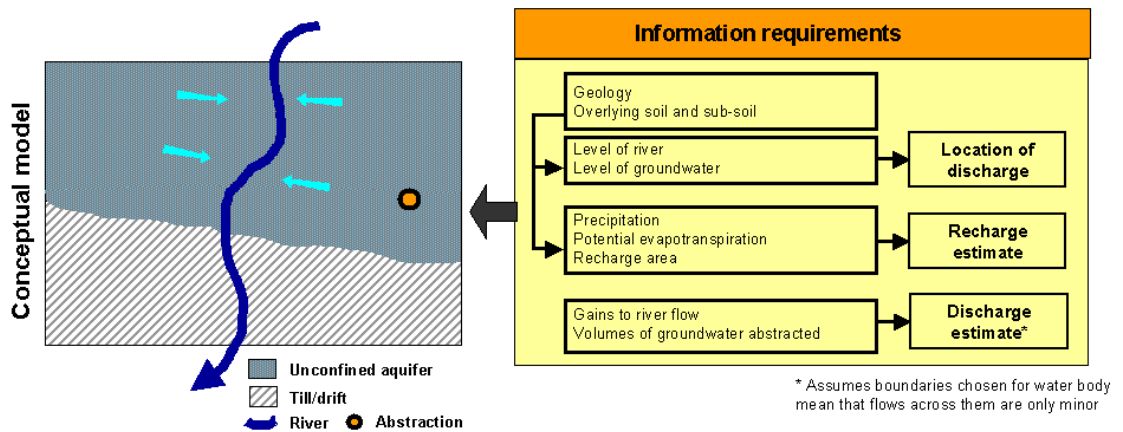 Conceptual model
Unconfined aquifer
Till/drift
River
Abstraction
Information requirements
Geology
Overlying soil and sub-soil
Level of river
Level of groundwater
Location of
discharge
Precipitation
Potential evapotranspiration
Recharge area
Recharge
estimate
Gains to river flow
Volumes of groundwater abstracted
Discharge
estimate*
* Assumes boundaries chosen for water body
mean that flows across them are only minor